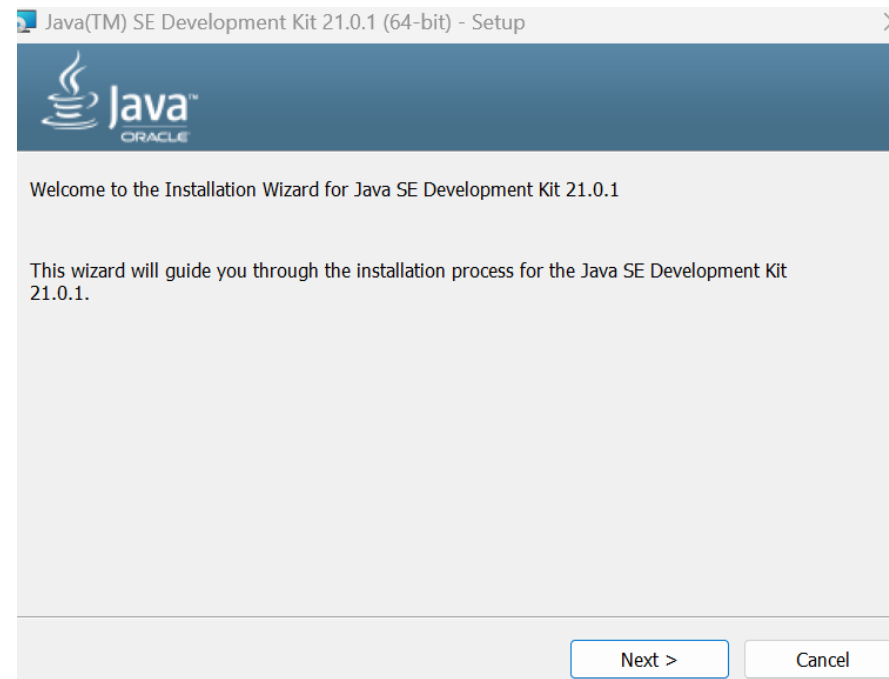 Java(TM) SE Development Kit 21.0.1 (64-bit) - Setup
Java™
ORACLE
Welcome to the Installation Wizard for Java SE Development Kit 21.0.1
This wizard will guide you through the installation process for the Java SE Development Kit
21.0.1.
Next >
Cancel